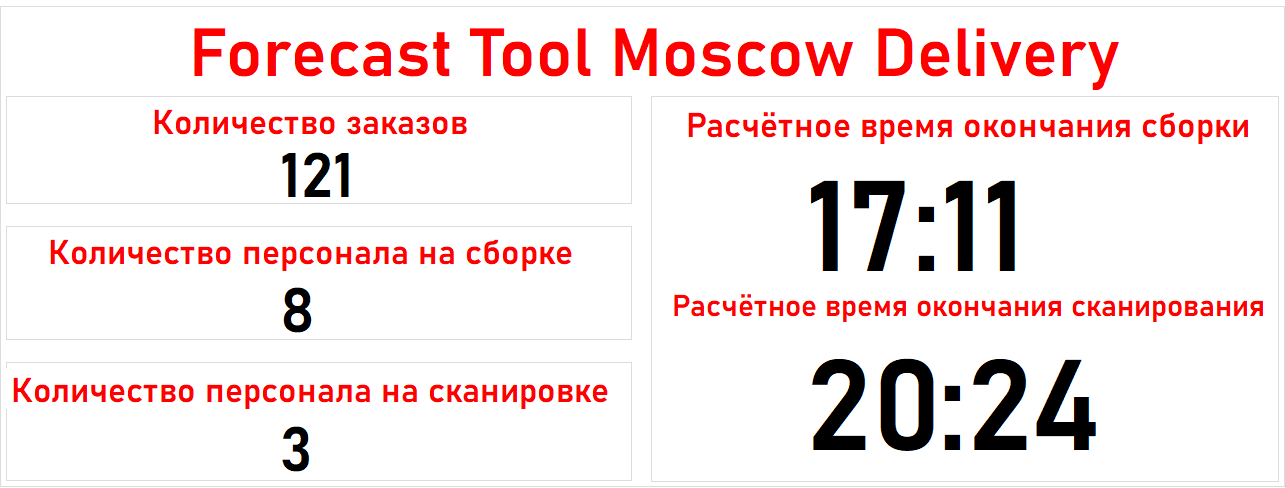 Forecast Tool Moscow Delivery
Количество заказов
121
Количество персонала на сборке
8
Количество персонала на сканировке
3
Расчётное время окончания сборки
17:11
Расчётное время окончания сканирования
20:24